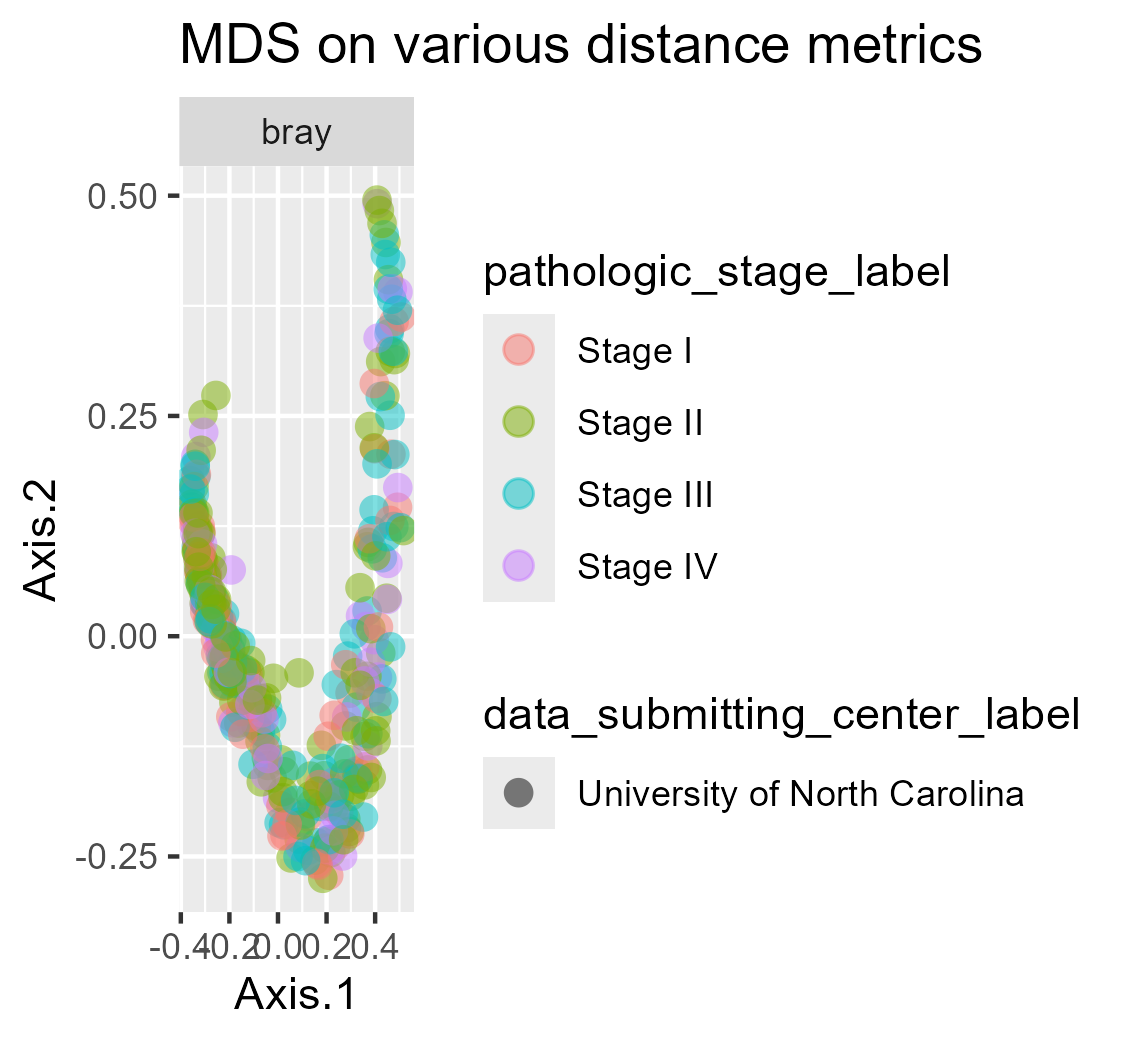 MDS on various distance metrics
bray
0.50
0.25
0.00
-0.25
-0.4 -0.2 0.0 0.2 0.4
Axis.1
Axis.2
pathologic_stage_label
Stage I
Stage II
Stage III
Stage IV
data_submitting_center_label
University of North Carolina